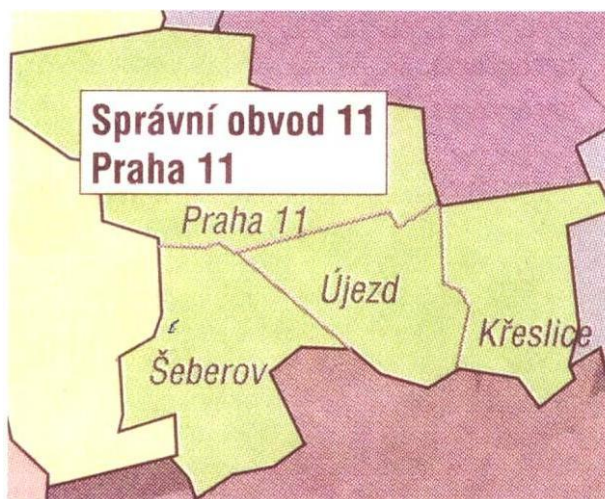 Správní obvod 11
Praha 11
Praha 11
Újezd
Křeslice
Šeberov